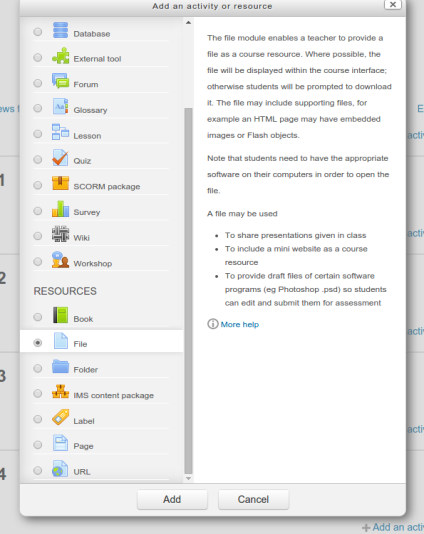 Add an activity or resource
Database
External tool
Forum
Glossary
Lesson
Quiz
SCORM package
Survey
Wiki
Workshop
RESOURCES
Book
File
Folder
IMS content package
Label
Page
URL
The file module enables a teacher to provide a
file as a course resource. Where possible, the
file will be displayed within the course interface;
otherwise students will be prompted to download
it. The file may include supporting files, for
example an HTML page may have embedded
images or Flash objects.
Note that students need to have the appropriate
software on their computers in order to open the
file.
A file may be used
To share presentations given in class
To include a mini website as a course
resource
To provide draft files of certain software
programs (eg Photoshop .psd) so students
can edit and submit them for assessment
More help
Add
Cancel
1
2
3
4
Add an activ